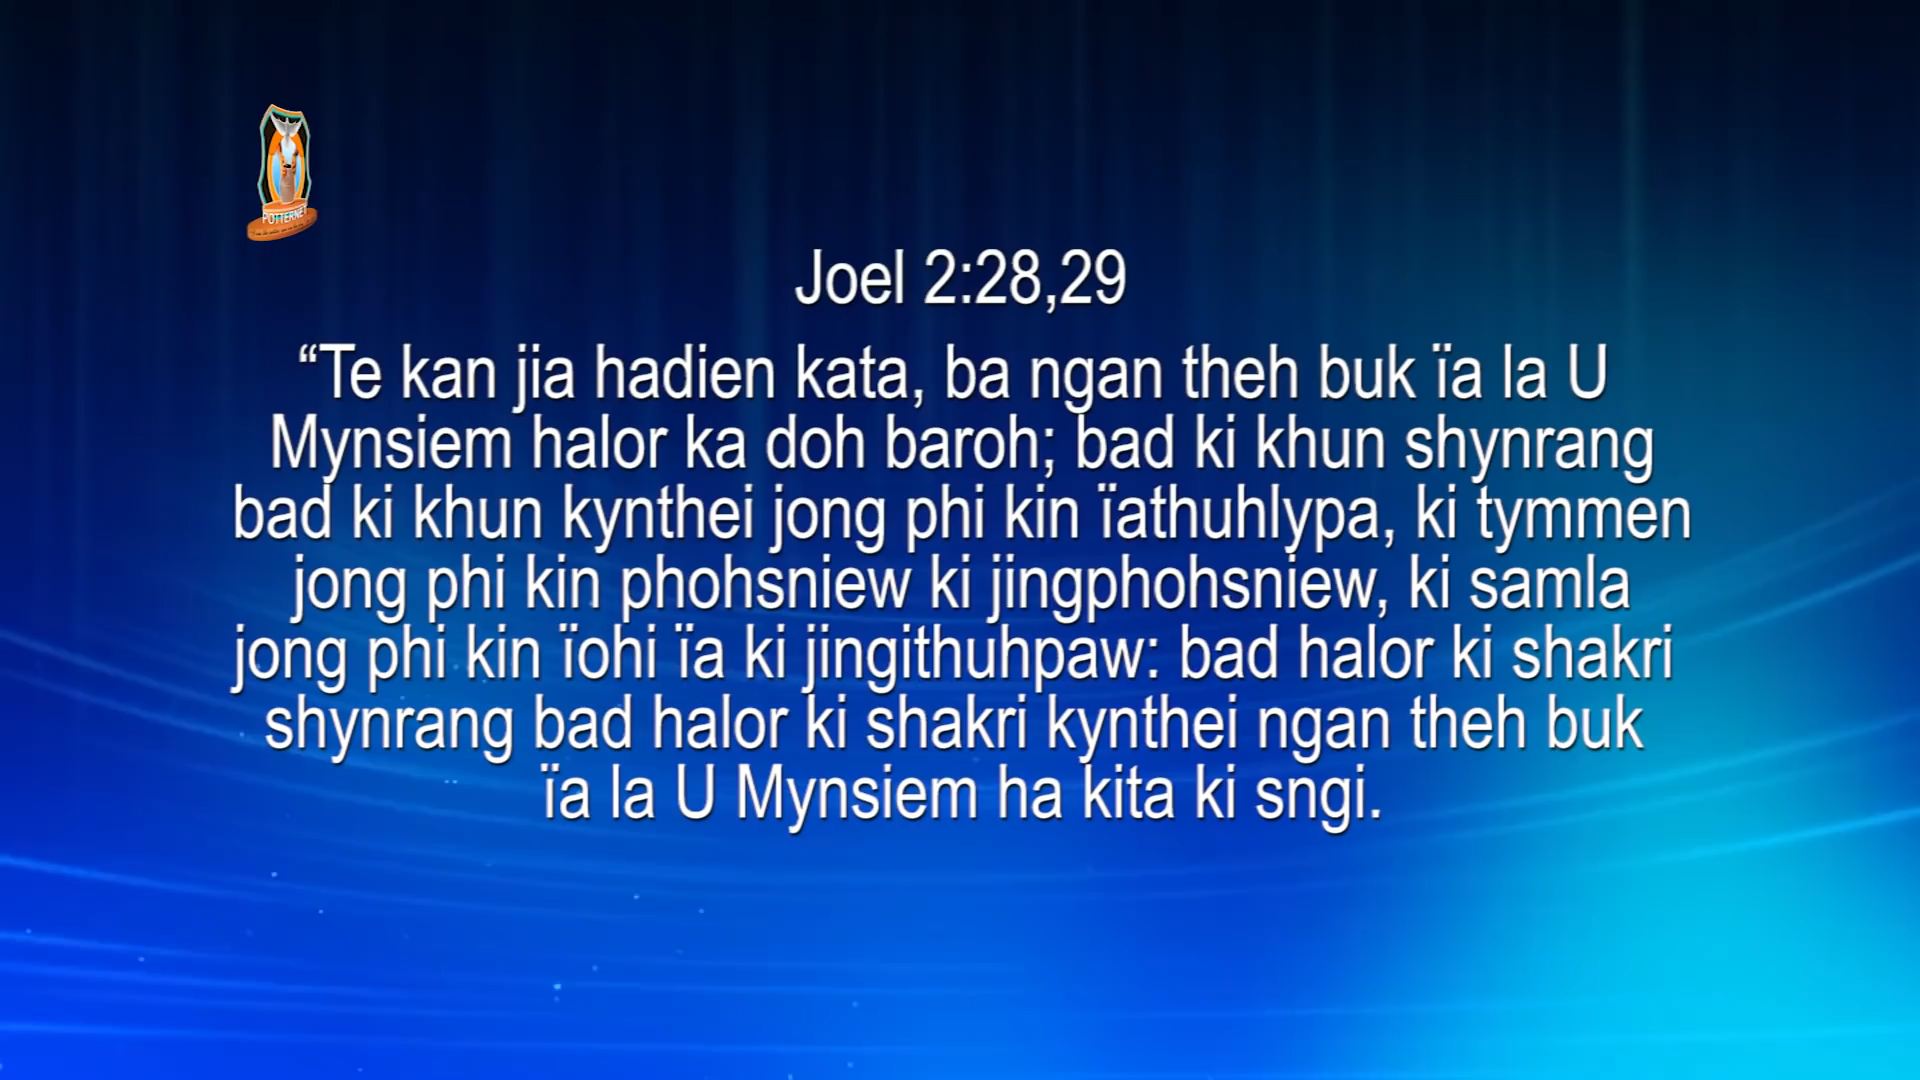 POTTERNET
Joel 2:28,29
“Te kan jia hadien kata, ba ngan theh buk ïa la U
Mynsiem halor ka doh baroh; bad ki khun shynrang
bad ki khun kynthei jong phi kin ïathuhlypa, ki tymmen
jong phi kin phohsniew ki jingphohsniew, ki samla
jong phi kin ïohi ïa ki jingithuhpaw: bad halor ki shakri
shynrang bad halor ki shakri kynthei ngan theh buk
ïa la U Mynsiem ha kita ki sngi.